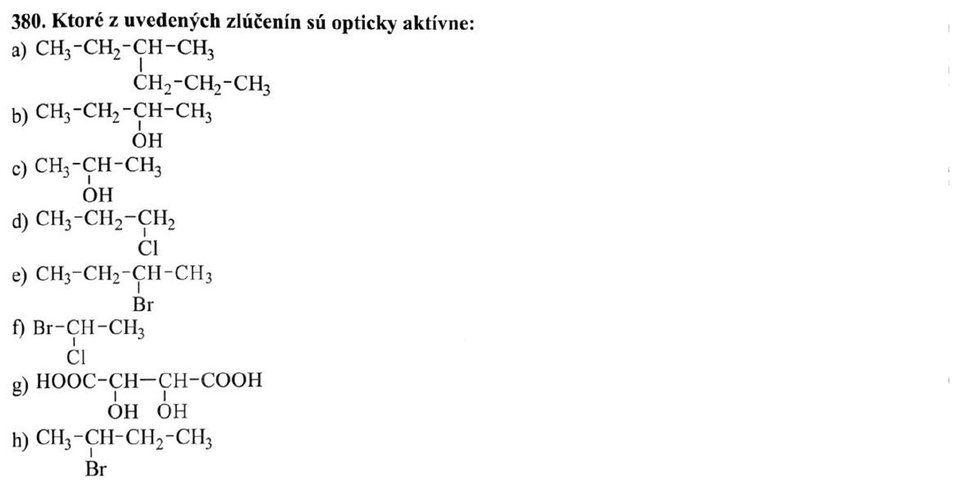 380. Ktoré z uvedených zlúčenín sú opticky aktívne:
a) CH₃-CH₂-CH-CH₃
CH₂-CH₂-CH₃
b) CH₃-CH₂-CH-CH₃
OH
c) CH₃-CH-CH₃
OH
d) CH₃-CH₂-CH₂
Cl
e) CH₃-CH₂-CH-CH₃
Br
f) Br-CH-CH₃
Cl
g) HOOC-CH-CH-COOH
OH OH
h) CH₃-CH-CH₂-CH₃
Br